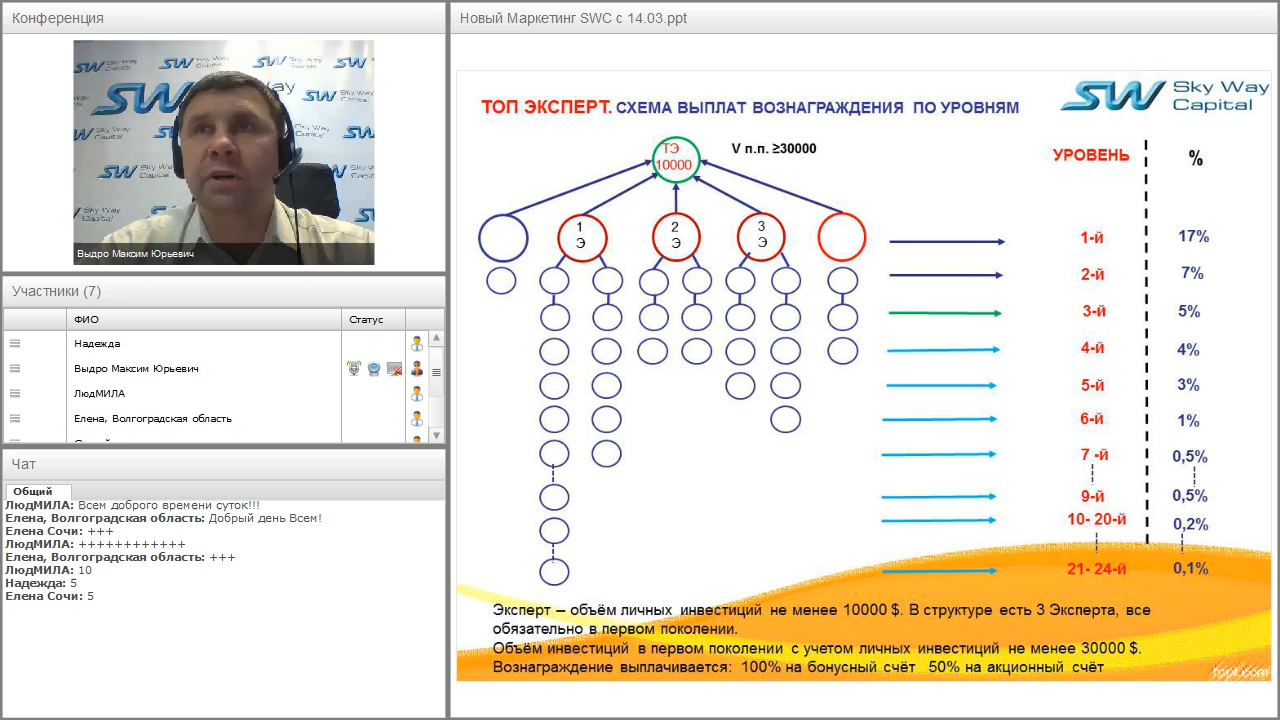 Конференция
Новый Маркетинг SWC с 14.03.ppt
SW Sky Way Capital
Выдро Максим Юрьевич
Участники (7)
ФИО Статус
Надежда
Выдро Максим Юрьевич
ЛюдМИЛА
Елена, Волгоградская область
Чат
Общий
ЛюдМИЛА: Всем доброго времени суток!!!
Елена, Волгоградская область: Добрый день Всем!
Елена Сочи: +++
ЛюдМИЛА: ++++++++++++
Елена, Волгоградская область: +++
ЛюдМИЛА: 10
Надежда: 5
Елена Сочи: 5
SW Sky Way
Capital
ТОП ЭКСПЕРТ. СХЕМА ВЫПЛАТ ВОЗНАГРАЖДЕНИЯ ПО УРОВНЯМ
ТЭ
10000
V п.п. ≥30000
УРОВЕНЬ %
1
Э
2
Э
3
Э
1-й 17%
2-й 7%
3-й 5%
4-й 4%
5-й 3%
6-й 1%
7 -й 0,5%
9-й 0,5%
10- 20-й 0,2%
21- 24-й 0,1%
Эксперт – объём личных инвестиций не менее 10000 $. В структуре есть 3 Эксперта, все
обязательно в первом поколении.
Объём инвестиций в первом поколении с учетом личных инвестиций не менее 30000 $.
Вознаграждение выплачивается: 100% на бонусный счёт 50% на акционный счёт